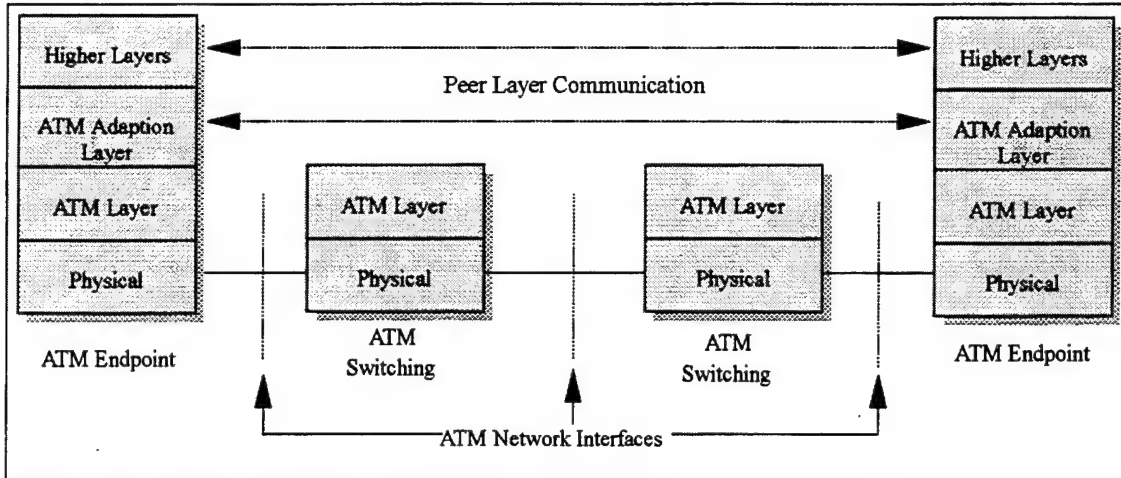 Higher Layers
ATM Adaption
Layer
ATM Layer
Physical
ATM Endpoint
Peer Layer Communication
ATM Layer
Physical
ATM
Switching
ATM Layer
Physical
ATM
Switching
Higher Layers
ATM Adaption
Layer
ATM Layer
Physical
ATM Endpoint
ATM Network Interfaces